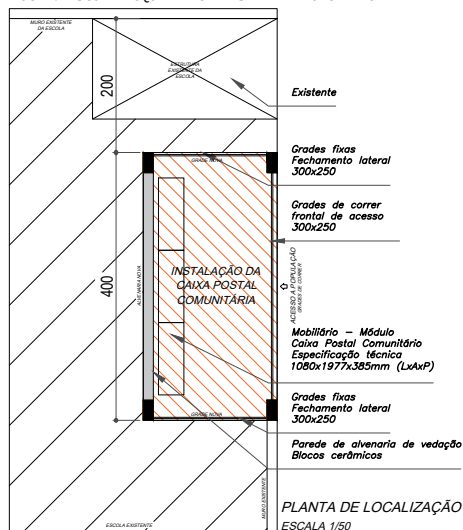 MURO EXISTENTE
DA ESCOLA
ESTRUTURA
EXISTENTE DA
ESCOLA
200
Existente
Grades fixas
Fechamento lateral
300x250
GRADE NOVA
Grades de correr
frontal de acesso
300x250
400
ALVENARIA NOVA
INSTALAÇÃO DA
CAIXA POSTAL
COMUNITÁRIA
ACESSO A POPULAÇÃO
GRADES DE CORRER
Mobiliário – Módulo
Caixa Postal Comunitário
Especificação técnica
1080x1977x385mm (LxAxP)
Grades fixas
Fechamento lateral
300x250
GRADE NOVA
Parede de alvenaria de vedação
Blocos cerâmicos
MURO EXISTENTE
ESCOLA EXISTENTE
PLANTA DE LOCALIZAÇÃO
ESCALA 1/50